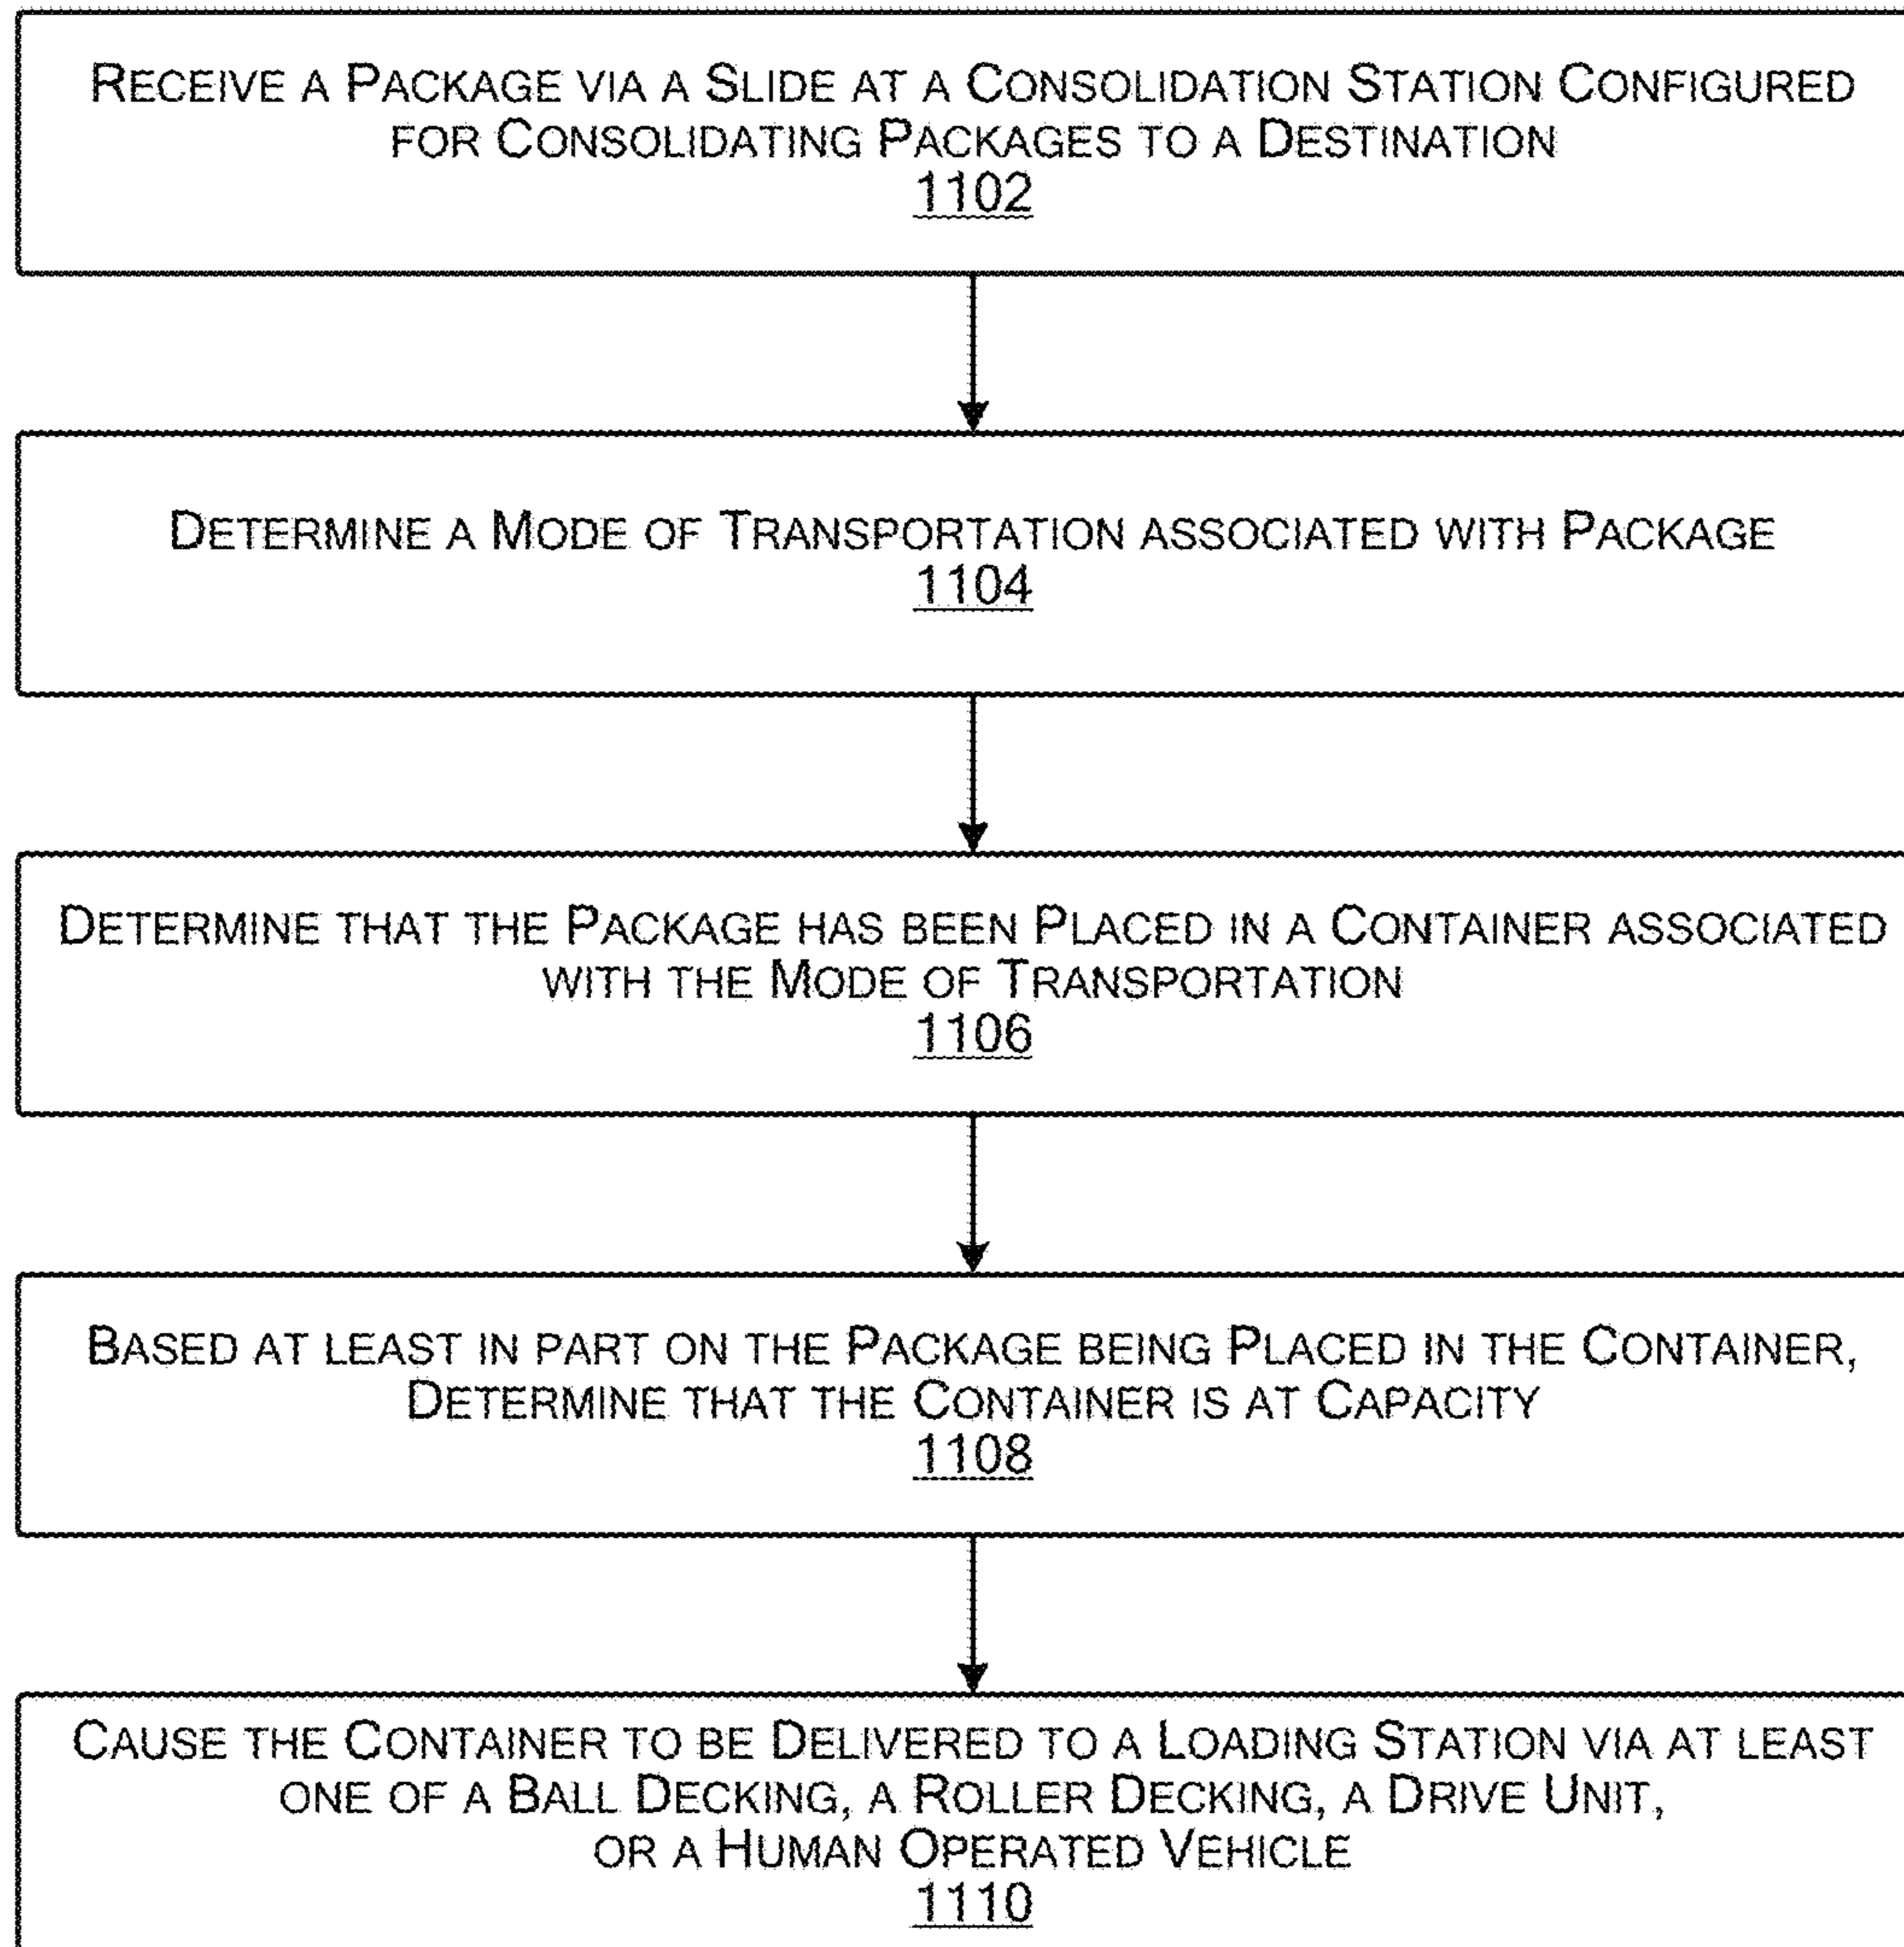 RECEIVE A PACKAGE VIA A SLIDE AT A CONSOLIDATION STATION CONFIGURED
FOR CONSOLIDATING PACKAGES TO A DESTINATION
1102
DETERMINE A MODE OF TRANSPORTATION ASSOCIATED WITH PACKAGE
1104
DETERMINE THAT THE PACKAGE HAS BEEN PLACED IN A CONTAINER ASSOCIATED
WITH THE MODE OF TRANSPORTATION
1106
BASED AT LEAST IN PART ON THE PACKAGE BEING PLACED IN THE CONTAINER,
DETERMINE THAT THE CONTAINER IS AT CAPACITY
1108
CAUSE THE CONTAINER TO BE DELIVERED TO A LOADING STATION VIA AT LEAST
ONE OF A BALL DECKING, A ROLLER DECKING, A DRIVE UNIT,
OR A HUMAN OPERATED VEHICLE
1110